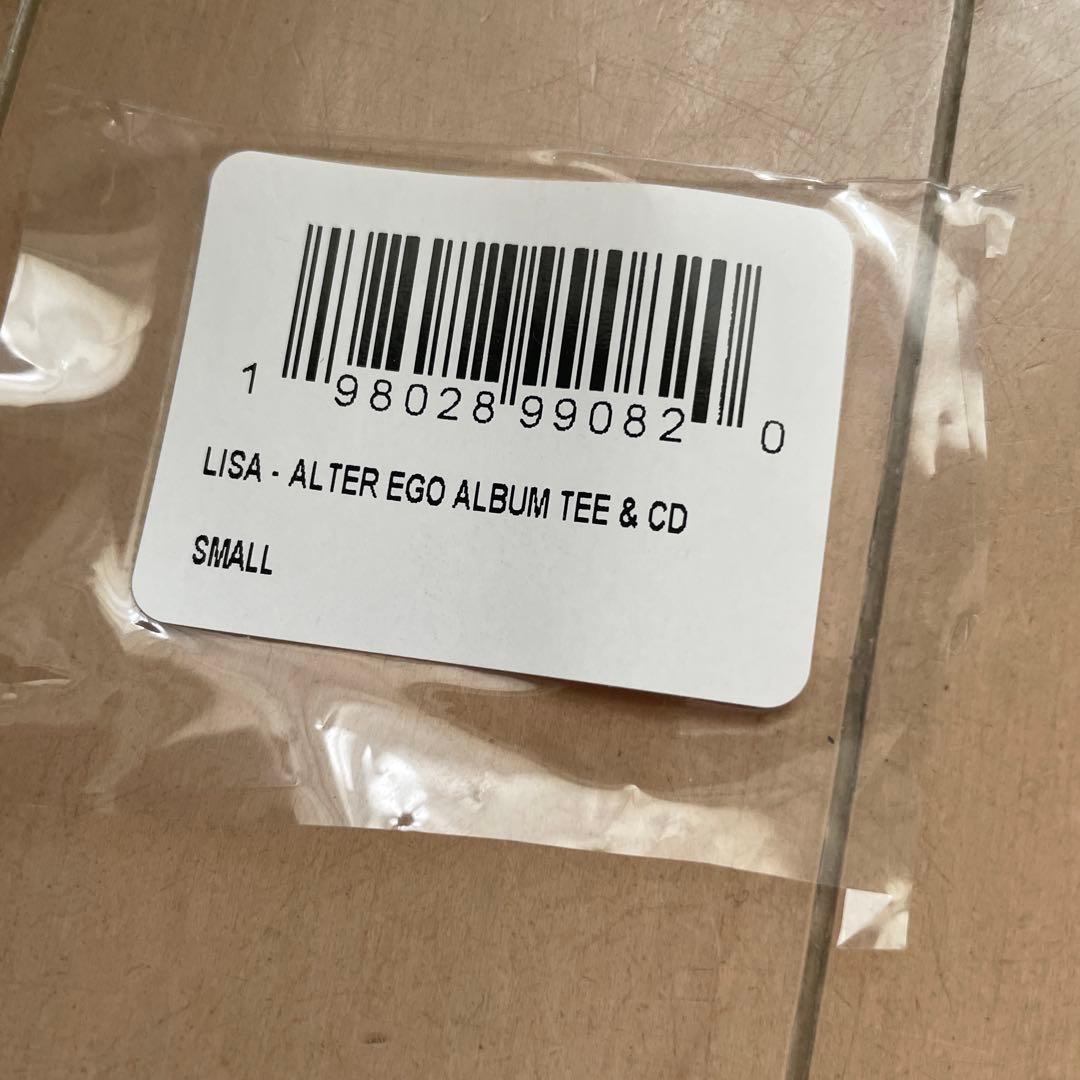 1 98028 99082 0
LISA - ALTER EGO ALBUM TEE & CD
SMALL